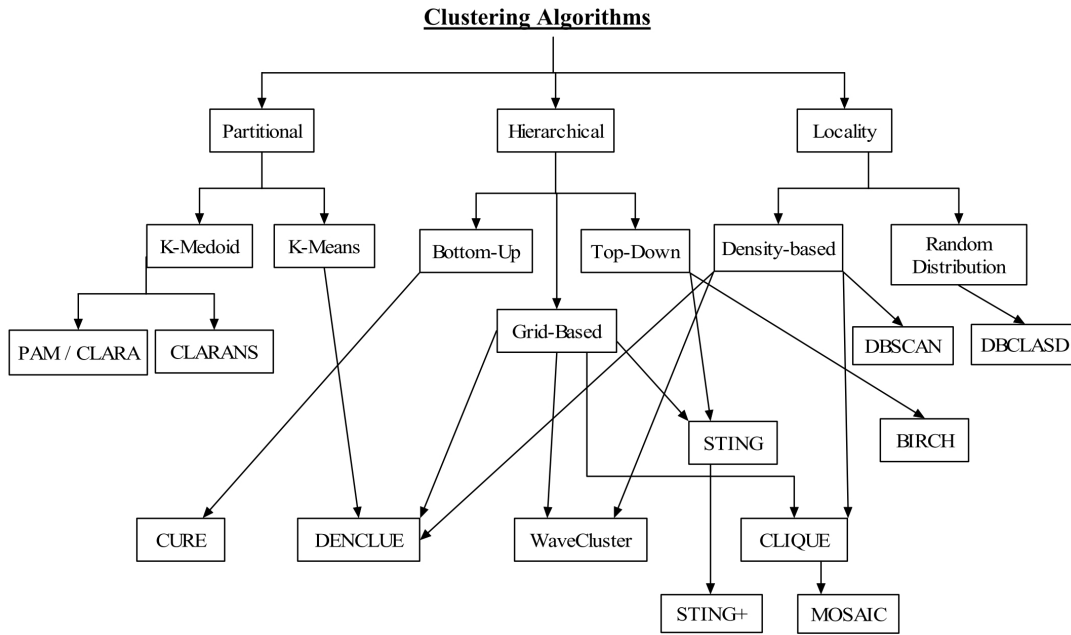 Clustering Algorithms
Partitional
Hierarchical
Locality
K-Medoid
K-Means
Bottom-Up
Top-Down
Density-based
Random
Distribution
PAM / CLARA
CLARANS
Grid-Based
DBSCAN
DBCLASD
STING
BIRCH
CURE
DENCLUE
WaveCluster
CLIQUE
STING+
MOSAIC